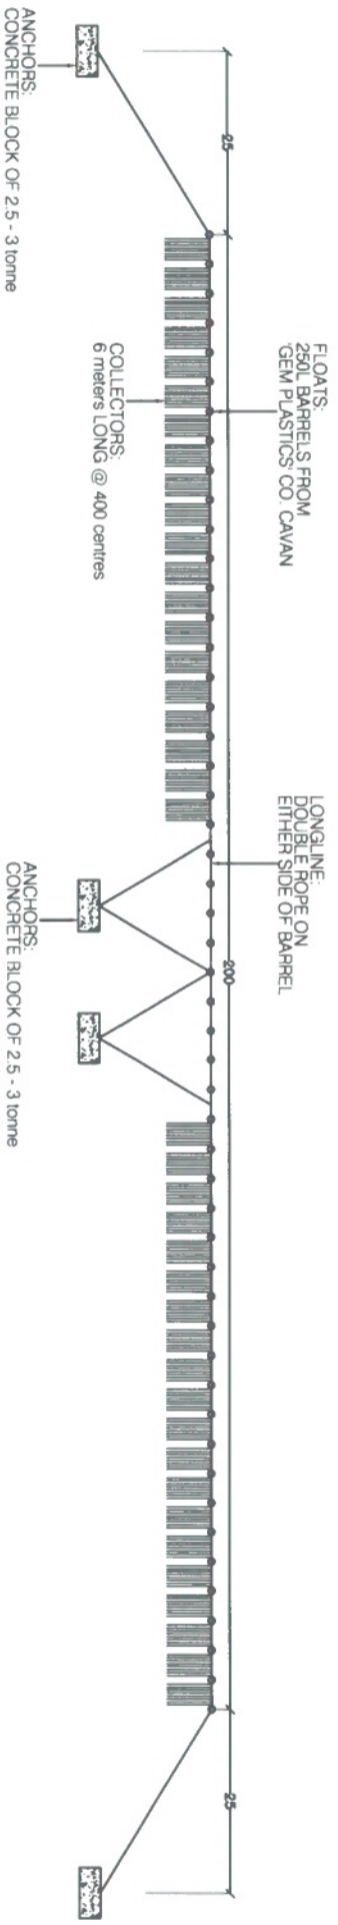 25
FLOATS:
250L BARRELS FROM
'GEM PLASTICS' CO. CAVAN
LONGLINE:
DOUBLE ROPE ON
EITHER SIDE OF BARREL
200
25
COLLECTORS:
6 meters LONG @ 400 centres
ANCHORS:
CONCRETE BLOCK OF 2.5 - 3 tonne
ANCHORS:
CONCRETE BLOCK OF 2.5 - 3 tonne